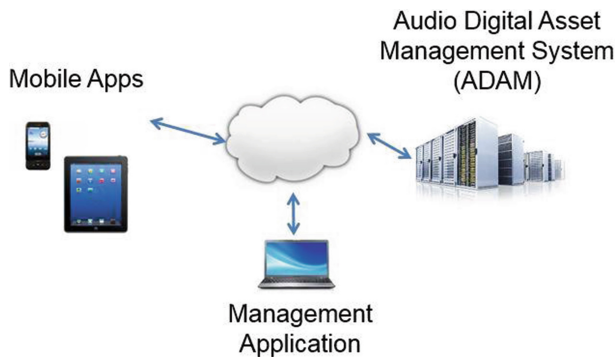 Mobile Apps
Audio Digital Asset
Management System
(ADAM)
Management
Application